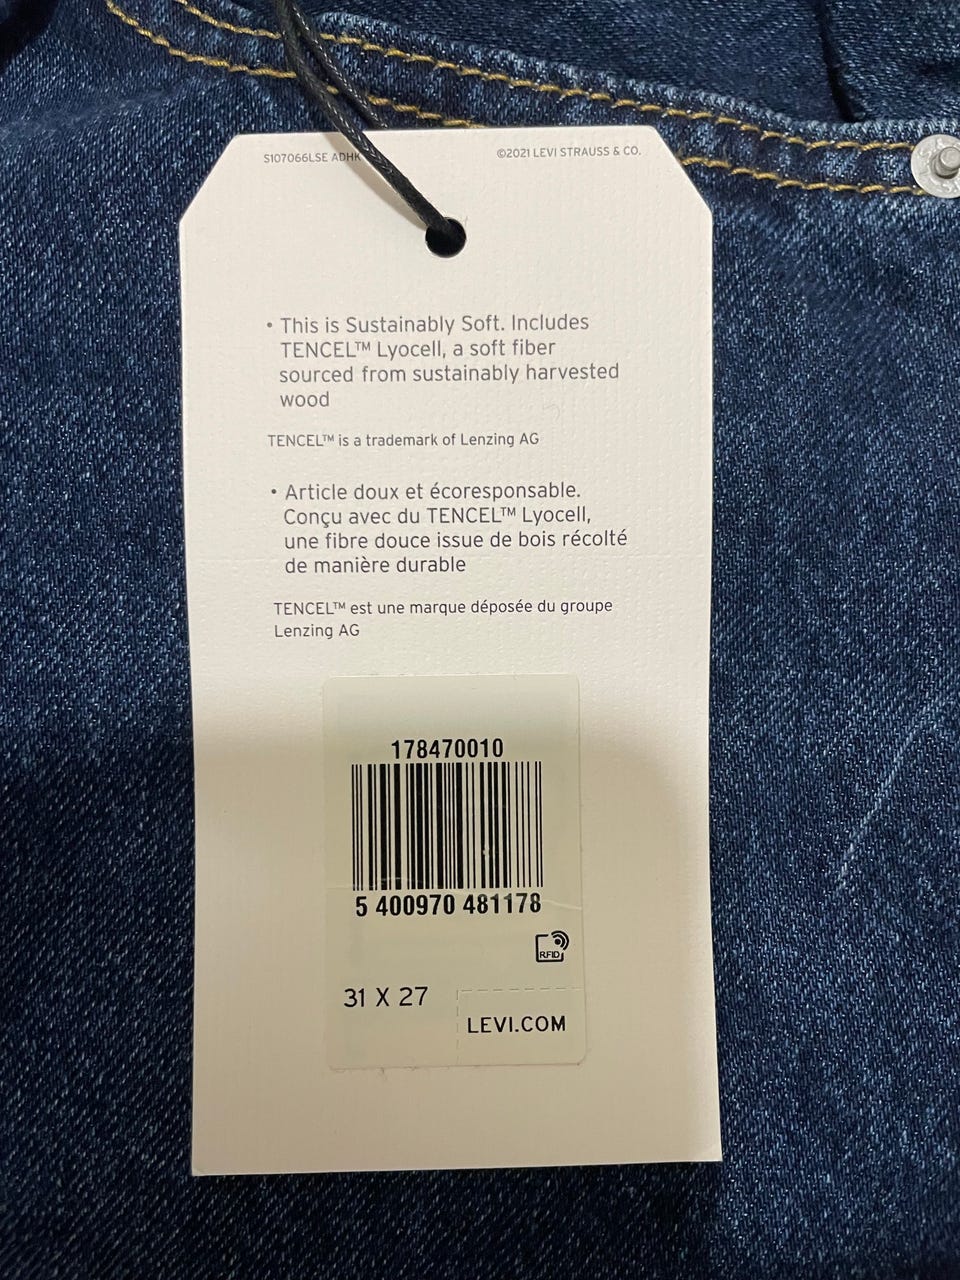 S107066LSE ADHK
©2021 LEVI STRAUSS & CO.
• This is Sustainably Soft. Includes
TENCEL™ Lyocell, a soft fiber
sourced from sustainably harvested
wood
TENCEL™ is a trademark of Lenzing AG
• Article doux et écoresponsable.
Conçu avec du TENCEL™ Lyocell,
une fibre douce issue de bois récolté
de manière durable
TENCEL™ est une marque déposée du groupe
Lenzing AG
178470010
5 400970 481178
RFID
31 X 27
LEVI.COM